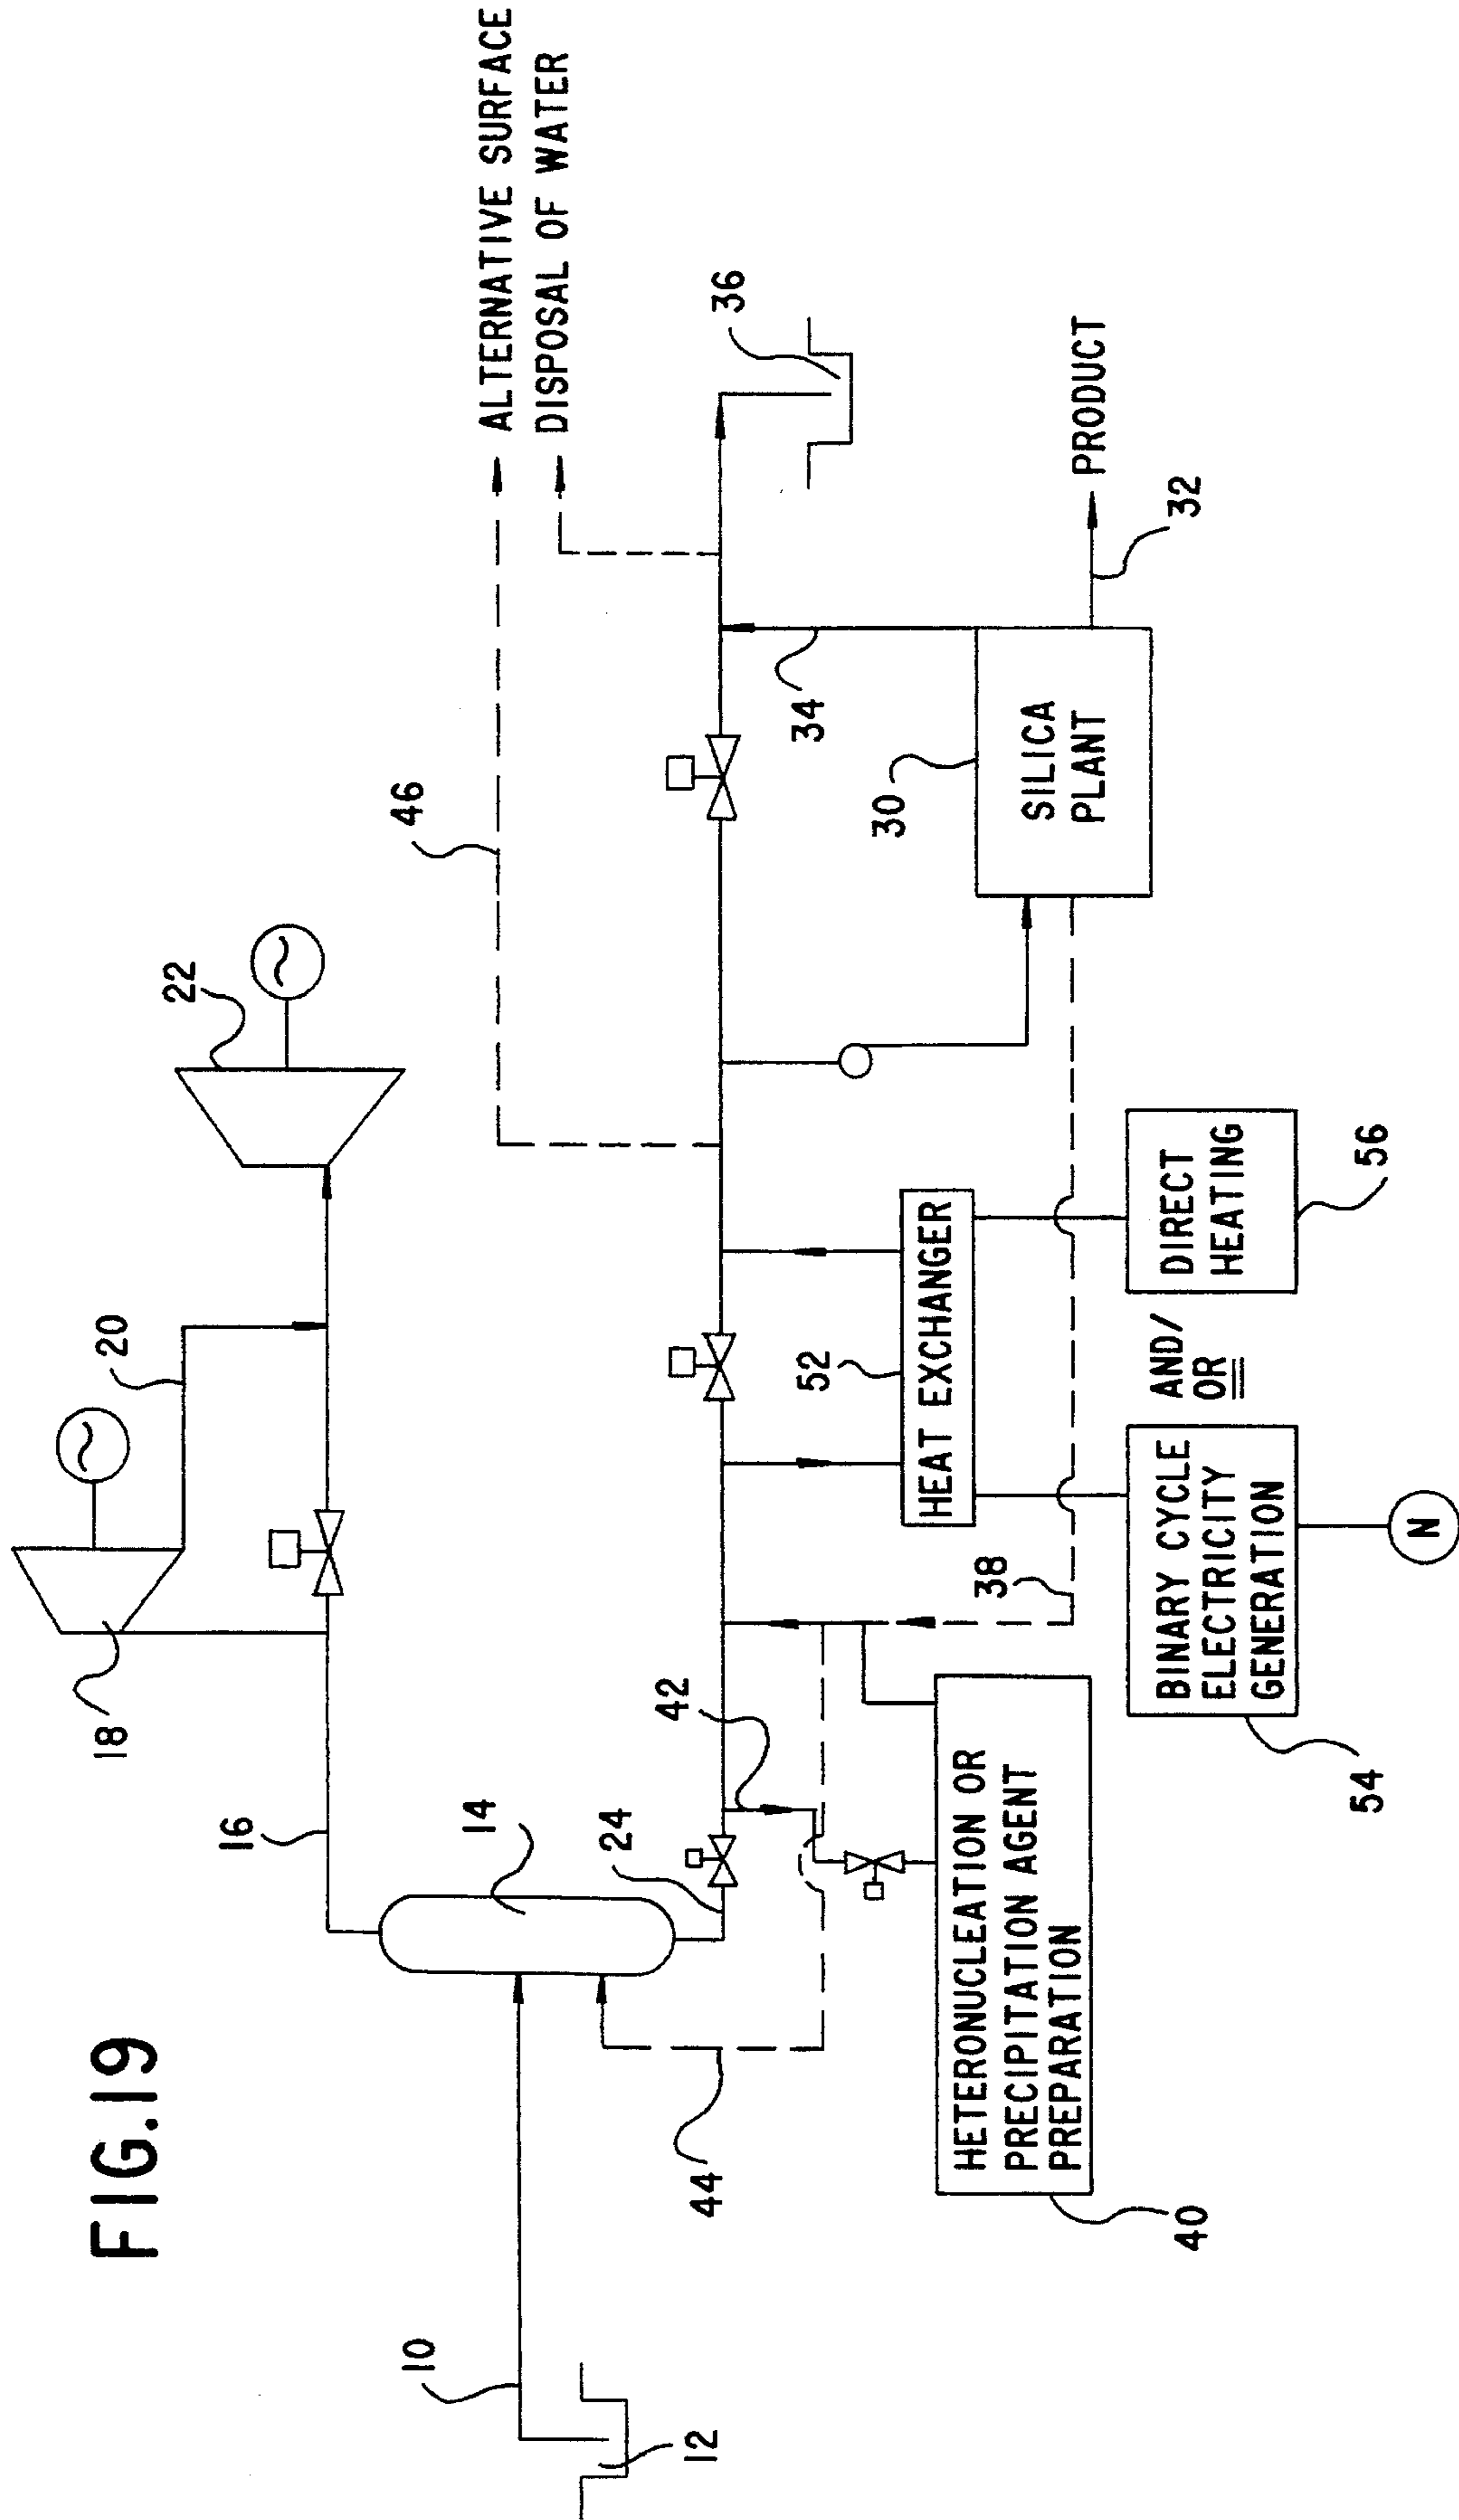 FIG.19
10
12
14
16
18
20
22
24
42
44
46
ALTERNATIVE SURFACE
DISPOSAL OF WATER
36
34
30
SILICA
PLANT
32
PRODUCT
52
HEAT EXCHANGER
38
HETERONUCLEATION OR
PRECIPITATION AGENT
PREPARATION
40
BINARY CYCLE
ELECTRICITY
GENERATION
54
N
AND/
OR
DIRECT
HEATING
56